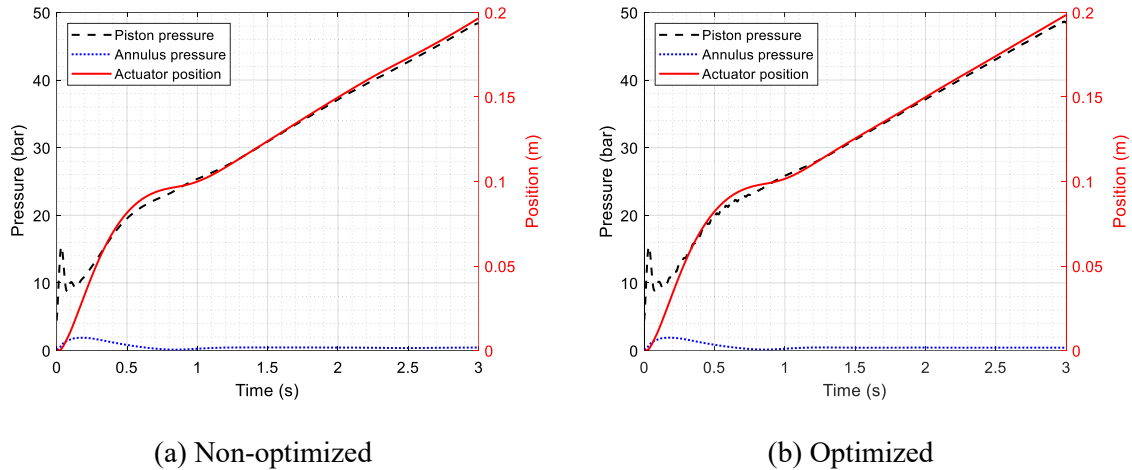 Piston pressure
Annulus pressure
Actuator position
Pressure (bar)
50
40
30
20
10
0
0 0.5 1 1.5 2 2.5 3
Time (s)
0.2
0.15
0.1
0.05
0
Position (m)
(a) Non-optimized
Piston pressure
Annulus pressure
Actuator position
Pressure (bar)
50
40
30
20
10
0
0 0.5 1 1.5 2 2.5 3
Time (s)
0.2
0.15
0.1
0.05
0
Position (m)
(b) Optimized